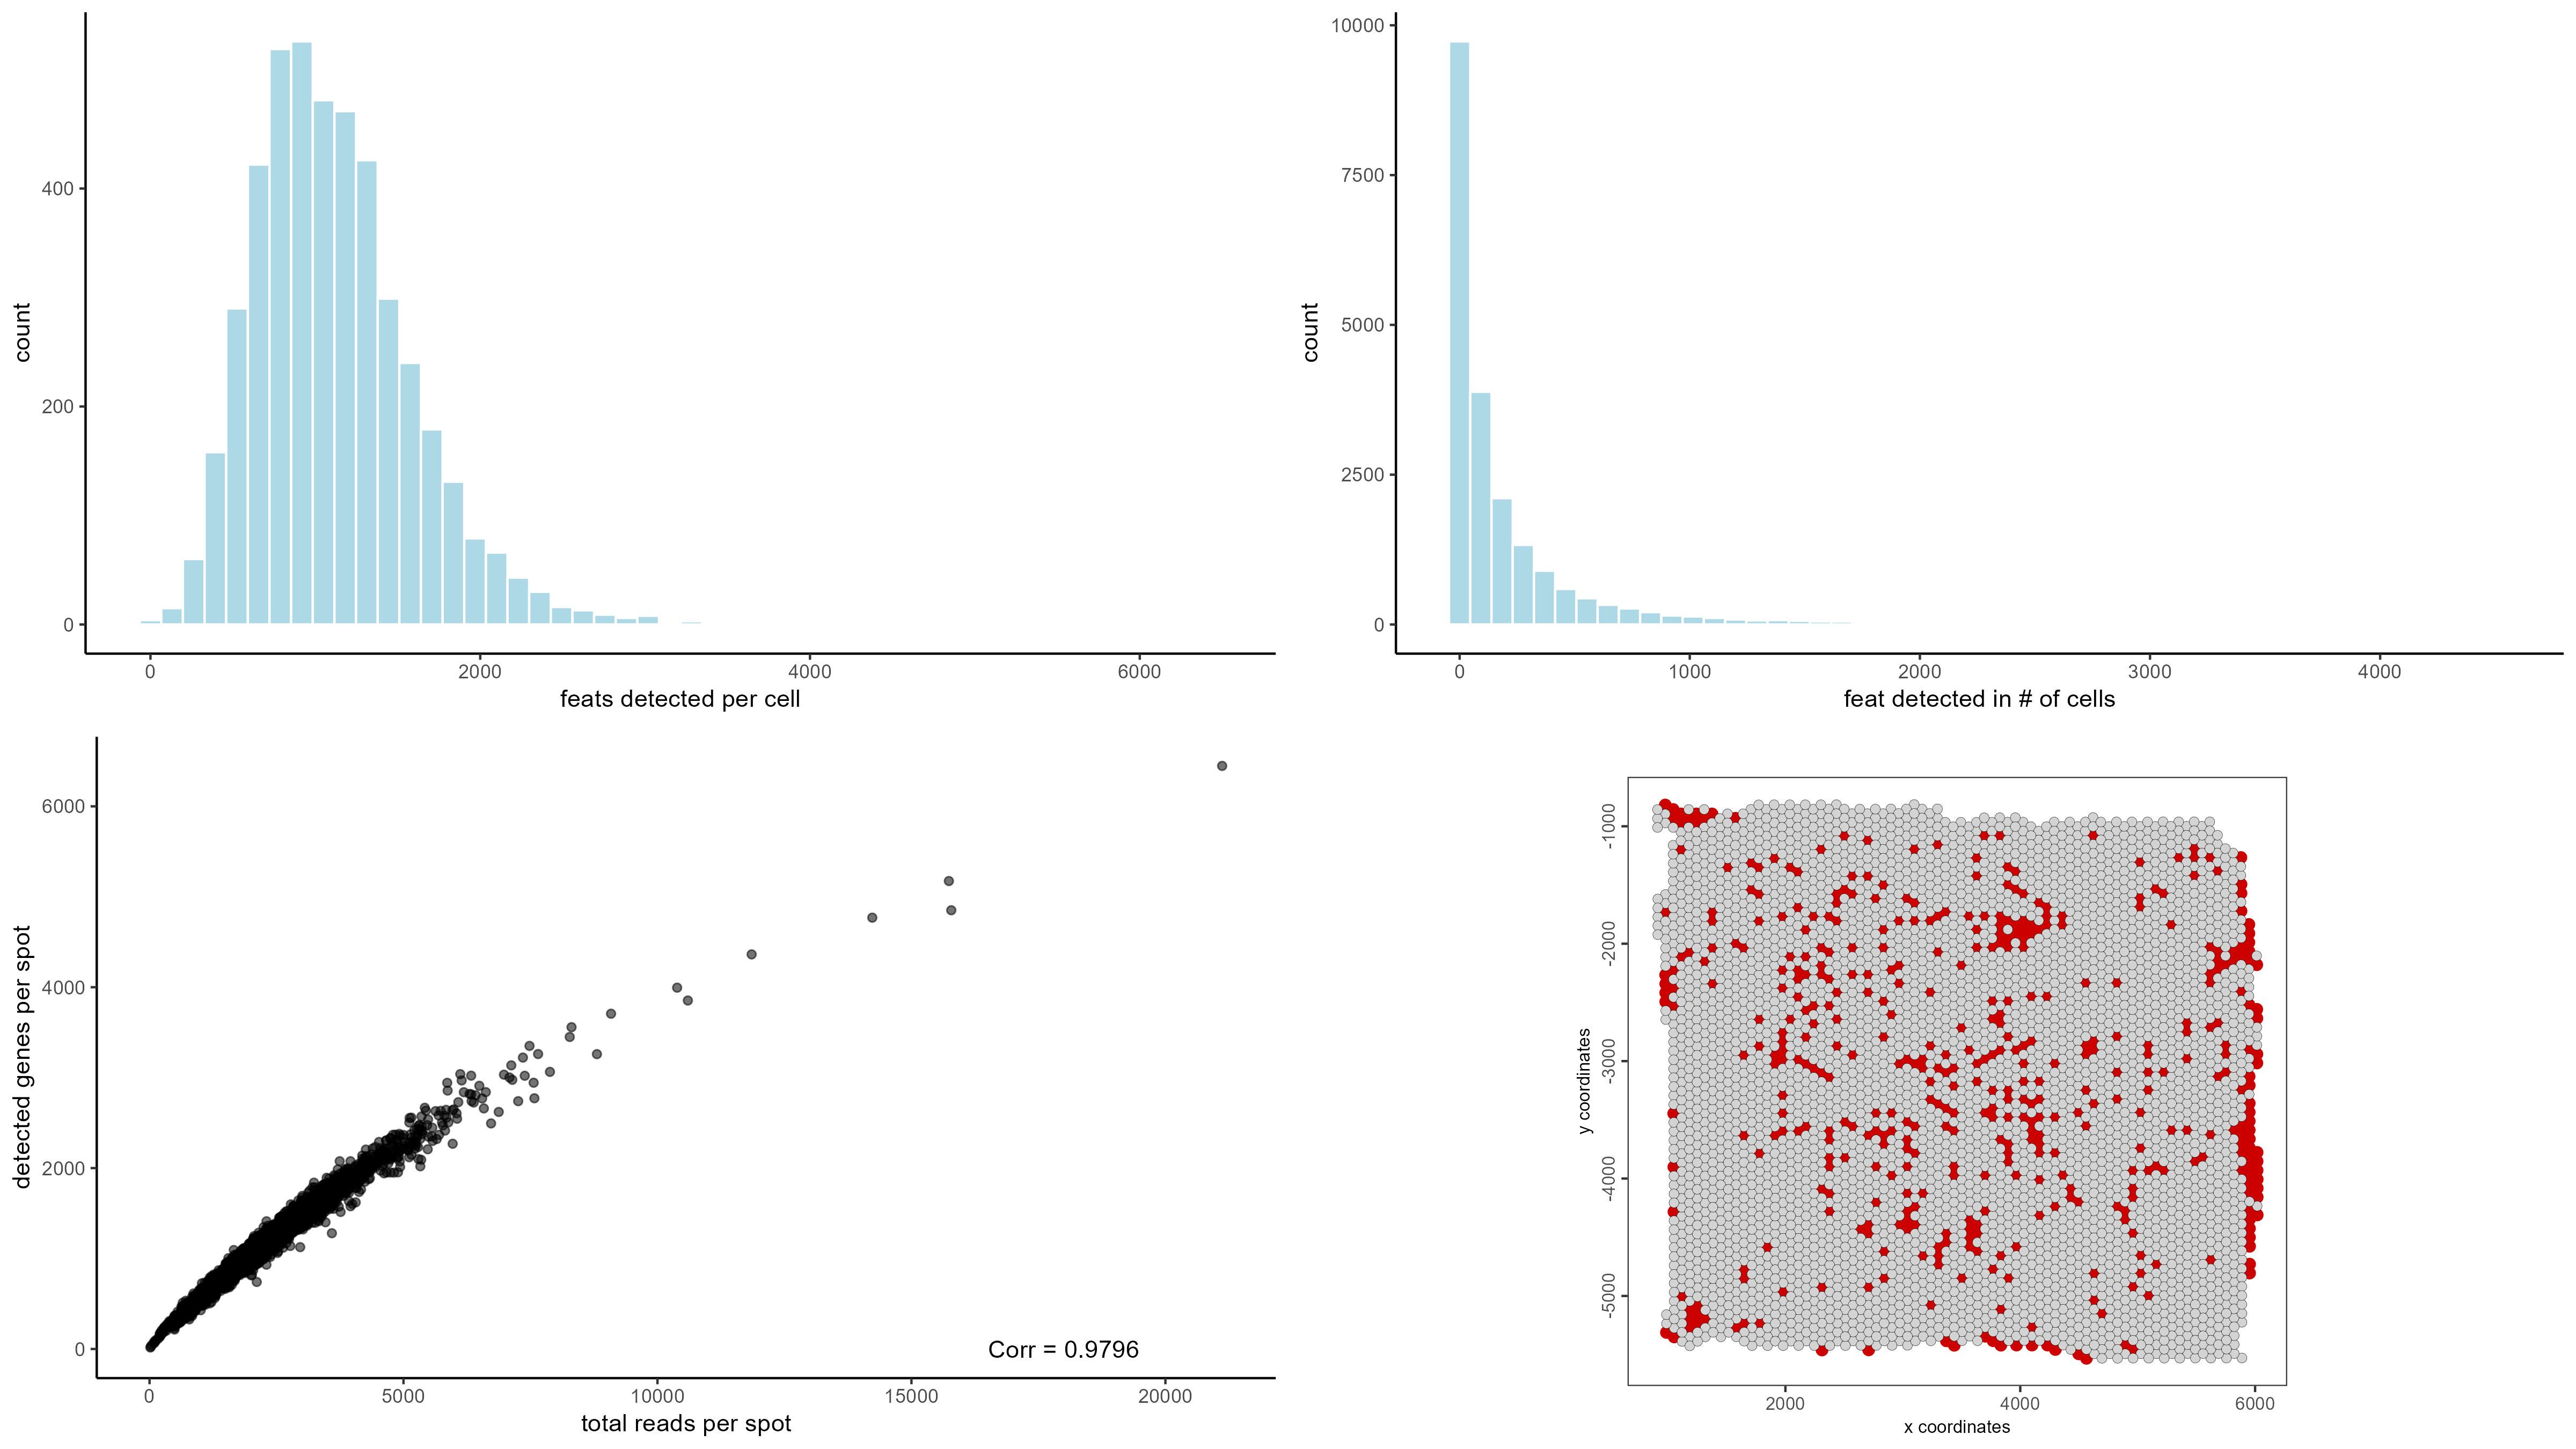 400
200
0
count
0 2000 4000 6000
feats detected per cell
10000
7500
5000
2500
0
count
0 1000 2000 3000 4000
feat detected in # of cells
6000
4000
2000
0
detected genes per spot
Corr = 0.9796
0 5000 10000 15000 20000
total reads per spot
-1000
-2000
-3000
-4000
-5000
y coordinates
2000 4000 6000
x coordinates